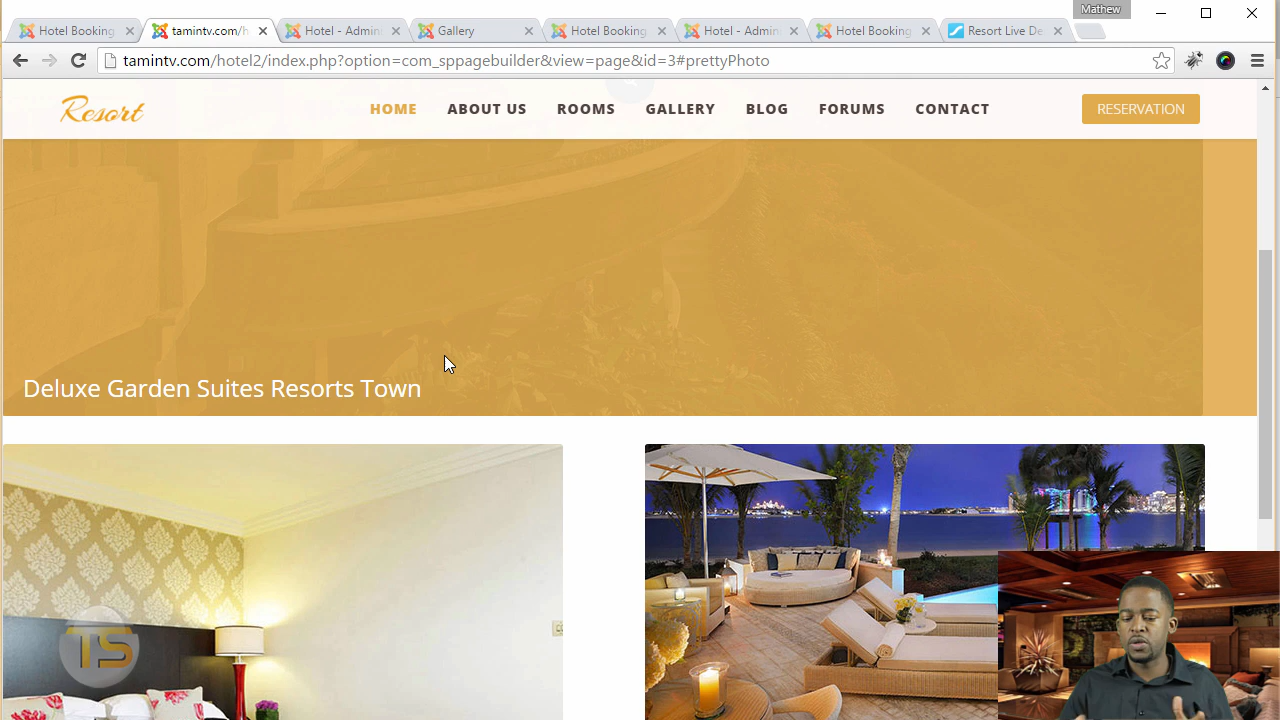 Mathew
Hotel Booking
tamintv.com/h
Hotel - Admini
Gallery
Hotel Booking
Hotel - Admini
Hotel Booking
Resort Live De
tamintv.com/hotel2/index.php?option=com_sppagebuilder&view=page&id=3#prettyPhoto
Resort
HOME
ABOUT US
ROOMS
GALLERY
BLOG
FORUMS
CONTACT
RESERVATION
Deluxe Garden Suites Resorts Town
TS